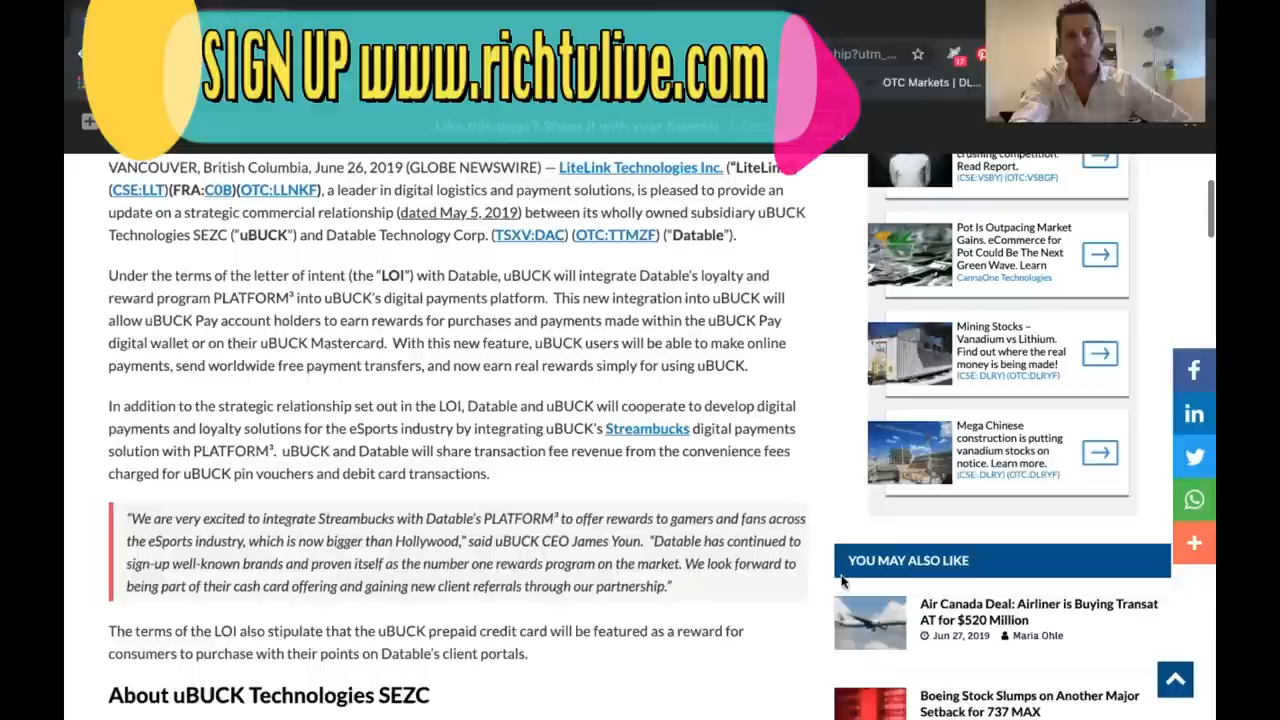 SIGN UP www.richtvlive.com
ship?utm_...
17
OTC Markets | DL...
Like this page? Share it with your friends!
VANCOUVER, British Columbia, June 26, 2019 (GLOBE NEWSWIRE) — LiteLink Technologies Inc. (“LiteLin
(CSE:LLT)(FRA:C0B)(OTC:LLNKF), a leader in digital logistics and payment solutions, is pleased to provide an
update on a strategic commercial relationship (dated May 5, 2019) between its wholly owned subsidiary uBUCK
Technologies SEZC (“uBUCK”) and Datable Technology Corp. (TSXV:DAC) (OTC:TTMZF) (“Datable”).
Under the terms of the letter of intent (the “LOI”) with Datable, uBUCK will integrate Datable’s loyalty and
reward program PLATFORM³ into uBUCK’s digital payments platform. This new integration into uBUCK will
allow uBUCK Pay account holders to earn rewards for purchases and payments made within the uBUCK Pay
digital wallet or on their uBUCK Mastercard. With this new feature, uBUCK users will be able to make online
payments, send worldwide free payment transfers, and now earn real rewards simply for using uBUCK.
In addition to the strategic relationship set out in the LOI, Datable and uBUCK will cooperate to develop digital
payments and loyalty solutions for the eSports industry by integrating uBUCK’s Streambucks digital payments
solution with PLATFORM³. uBUCK and Datable will share transaction fee revenue from the convenience fees
charged for uBUCK pin vouchers and debit card transactions.
“We are very excited to integrate Streambucks with Datable’s PLATFORM³ to offer rewards to gamers and fans across
the eSports industry, which is now bigger than Hollywood,” said uBUCK CEO James Youn. “Datable has continued to
sign-up well-known brands and proven itself as the number one rewards program on the market. We look forward to
being part of their cash card offering and gaining new client referrals through our partnership.”
The terms of the LOI also stipulate that the uBUCK prepaid credit card will be featured as a reward for
consumers to purchase with their points on Datable’s client portals.
About uBUCK Technologies SEZC
crushing competition.
Read Report.
(CSE:VSBY) (OTC:VSBGF)
Pot Is Outpacing Market
Gains. eCommerce for
Pot Could Be The Next
Green Wave. Learn
CannaOne Technologies
Mining Stocks –
Vanadium vs Lithium.
Find out where the real
money is being made!
(CSE: DLRY) (OTC:DLRYF)
Mega Chinese
construction is putting
vanadium stocks on
notice. Learn more.
(CSE: DLRY) (OTC:DLRYF)
YOU MAY ALSO LIKE
Air Canada Deal: Airliner is Buying Transat
AT for $520 Million
Jun 27, 2019 Maria Ohle
Boeing Stock Slumps on Another Major
Setback for 737 MAX